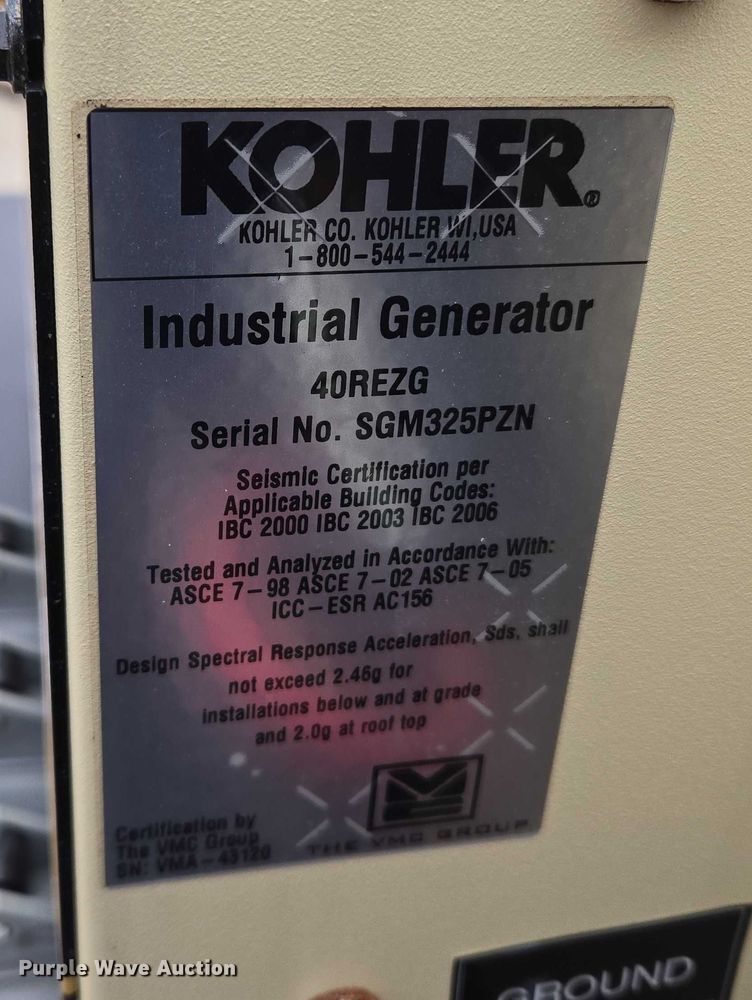 KOHLER®
KOHLER CO. KOHLER WI,USA
1-800-544-2444
Industrial Generator
40REZG
Serial No. SGM325PZN
Seismic Certification per
Applicable Building Codes:
IBC 2000 IBC 2003 IBC 2006
Tested and Analyzed in Accordance With:
ASCE 7-98 ASCE 7-02 ASCE 7-05
ICC-ESR AC156
Design Spectral Response Acceleration, Sds, shall
not exceed 2.46g for
installations below and at grade
and 2.0g at roof top
Certification by
The VMC Group
SN: VMA-43120
THE VMC GROUP
GROUND
Purple Wave Auction